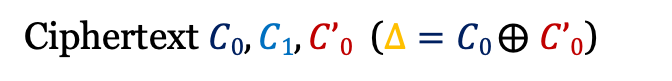 Ciphertext C₀, C₁, C’₀ (Δ = C₀⊕ C’₀)